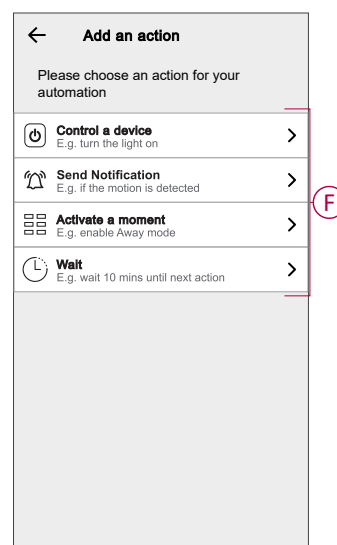 Add an action
Please choose an action for your
automation
Control a device
E.g. turn the light on
Send Notification
E.g. if the motion is detected
Activate a moment
E.g. enable Away mode
Wait
E.g. wait 10 mins until next action
F